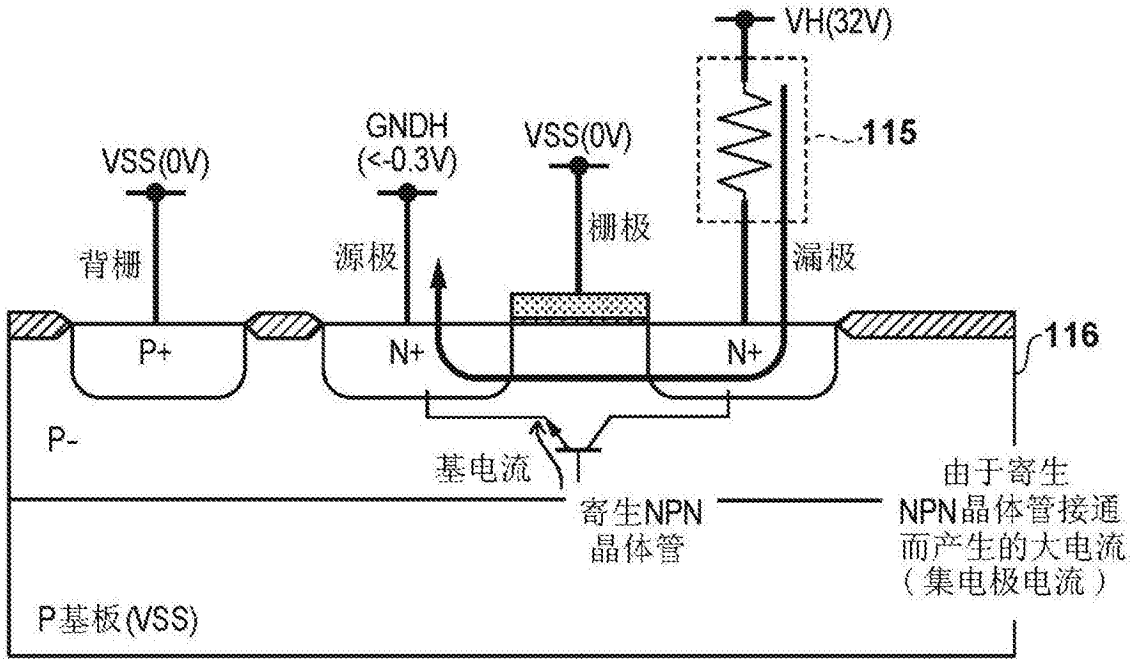 VH(32V)
115
GNDH
(<-0.3V)
VSS(0V)
VSS(0V)
背栅
源极
栅极
漏极
P+
N+
N+
116
P-
基电流
寄生NPN
晶体管
由于寄生
NPN晶体管接通
而产生的大电流
(集电极电流)
P基板(VSS)